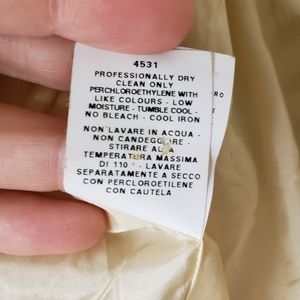 4531
PROFESSIONALLY DRY
CLEAN ONLY
PERCHLOROETHYLENE WITH
LIKE COLOURS - LOW
MOISTURE - TUMBLE COOL -
NO BLEACH - COOL IRON
NON LAVARE IN ACQUA -
NON CANDEGGIARE -
STIRARE ALLA
TEMPERATURA MASSIMA
DI 110° - LAVARE
SEPARATAMENTE A SECCO
CON PERCLOROETILENE
CON CAUTELA